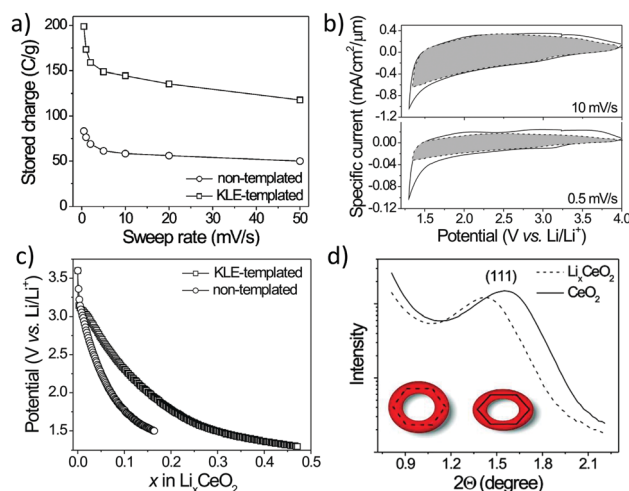 a)
200
150
100
50
0
0 10 20 30 40 50
Stored charge (C/g)
Sweep rate (mV/s)
non-templated
KLE-templated
b)
0.4
0.0
-0.4
-0.8
-1.2
10 mV/s
0.00
-0.04
-0.12
0.5 mV/s
1.5 2.0 2.5 3.0 3.5 4.0
Specific current (mA/cm²/μm)
Potential (V vs. Li/Li⁺)
c)
3.5
3.0
2.5
2.0
1.5
1.0
0.0 0.1 0.2 0.3 0.4 0.5
Potential (V vs. Li/Li⁺)
x in LiₓCeO₂
KLE-templated
non-templated
d)
(111)
LiₓCeO₂
CeO₂
Intensity
0.9 1.2 1.5 1.8 2.1
2Θ (degree)